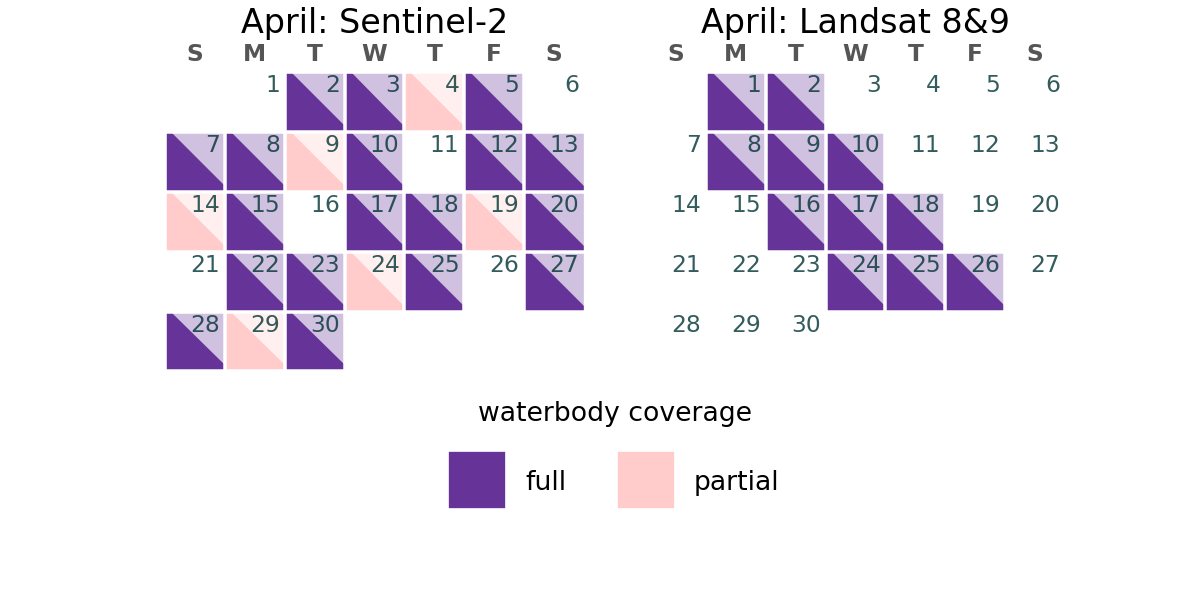 April: Sentinel-2
S M T W T F S
1 2 3 4 5 6
7 8 9 10 11 12 13
14 15 16 17 18 19 20
21 22 23 24 25 26 27
28 29 30
April: Landsat 8&9
S M T W T F S
1 2 3 4 5 6
7 8 9 10 11 12 13
14 15 16 17 18 19 20
21 22 23 24 25 26 27
28 29 30
waterbody coverage
full partial